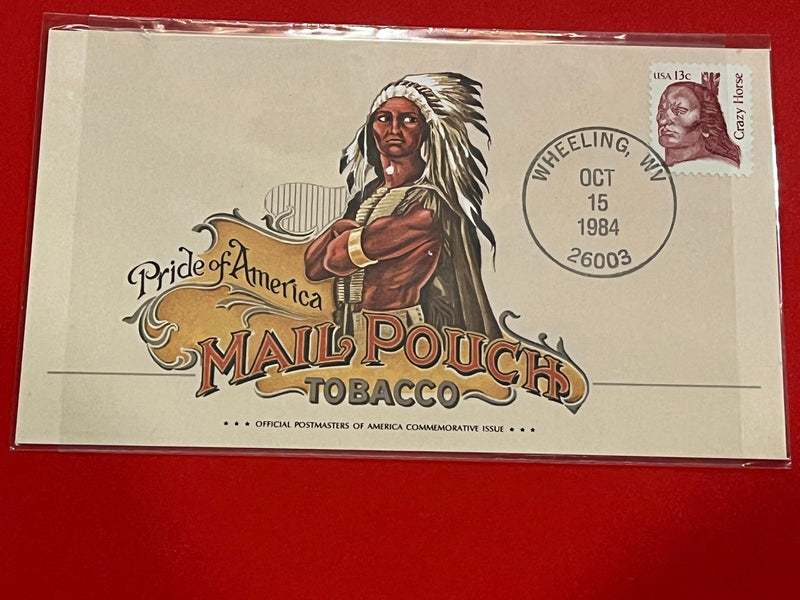 USA 13c
Crazy Horse
WHEELING, WV
OCT
15
1984
26003
Pride of America
MAIL POUCH
TOBACCO
★ ★ ★ OFFICIAL POSTMASTERS OF AMERICA COMMEMORATIVE ISSUE ★ ★ ★